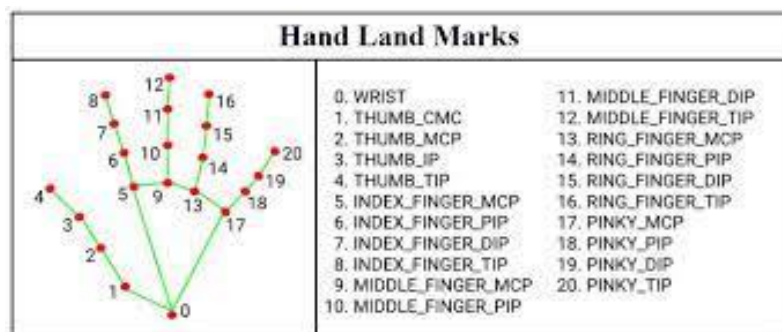 Hand Land Marks
12
8
16
11
7
15
20
6
10
14
19
4
5
9
13
18
3
17
2
1
0
0. WRIST
1. THUMB_CMC
2. THUMB_MCP
3. THUMB_IP
4. THUMB_TIP
5. INDEX_FINGER_MCP
6. INDEX_FINGER_PIP
7. INDEX_FINGER_DIP
8. INDEX_FINGER_TIP
9. MIDDLE_FINGER_MCP
10. MIDDLE_FINGER_PIP
11. MIDDLE_FINGER_DIP
12. MIDDLE_FINGER_TIP
13. RING_FINGER_MCP
14. RING_FINGER_PIP
15. RING_FINGER_DIP
16. RING_FINGER_TIP
17. PINKY_MCP
18. PINKY_PIP
19. PINKY_DIP
20. PINKY_TIP